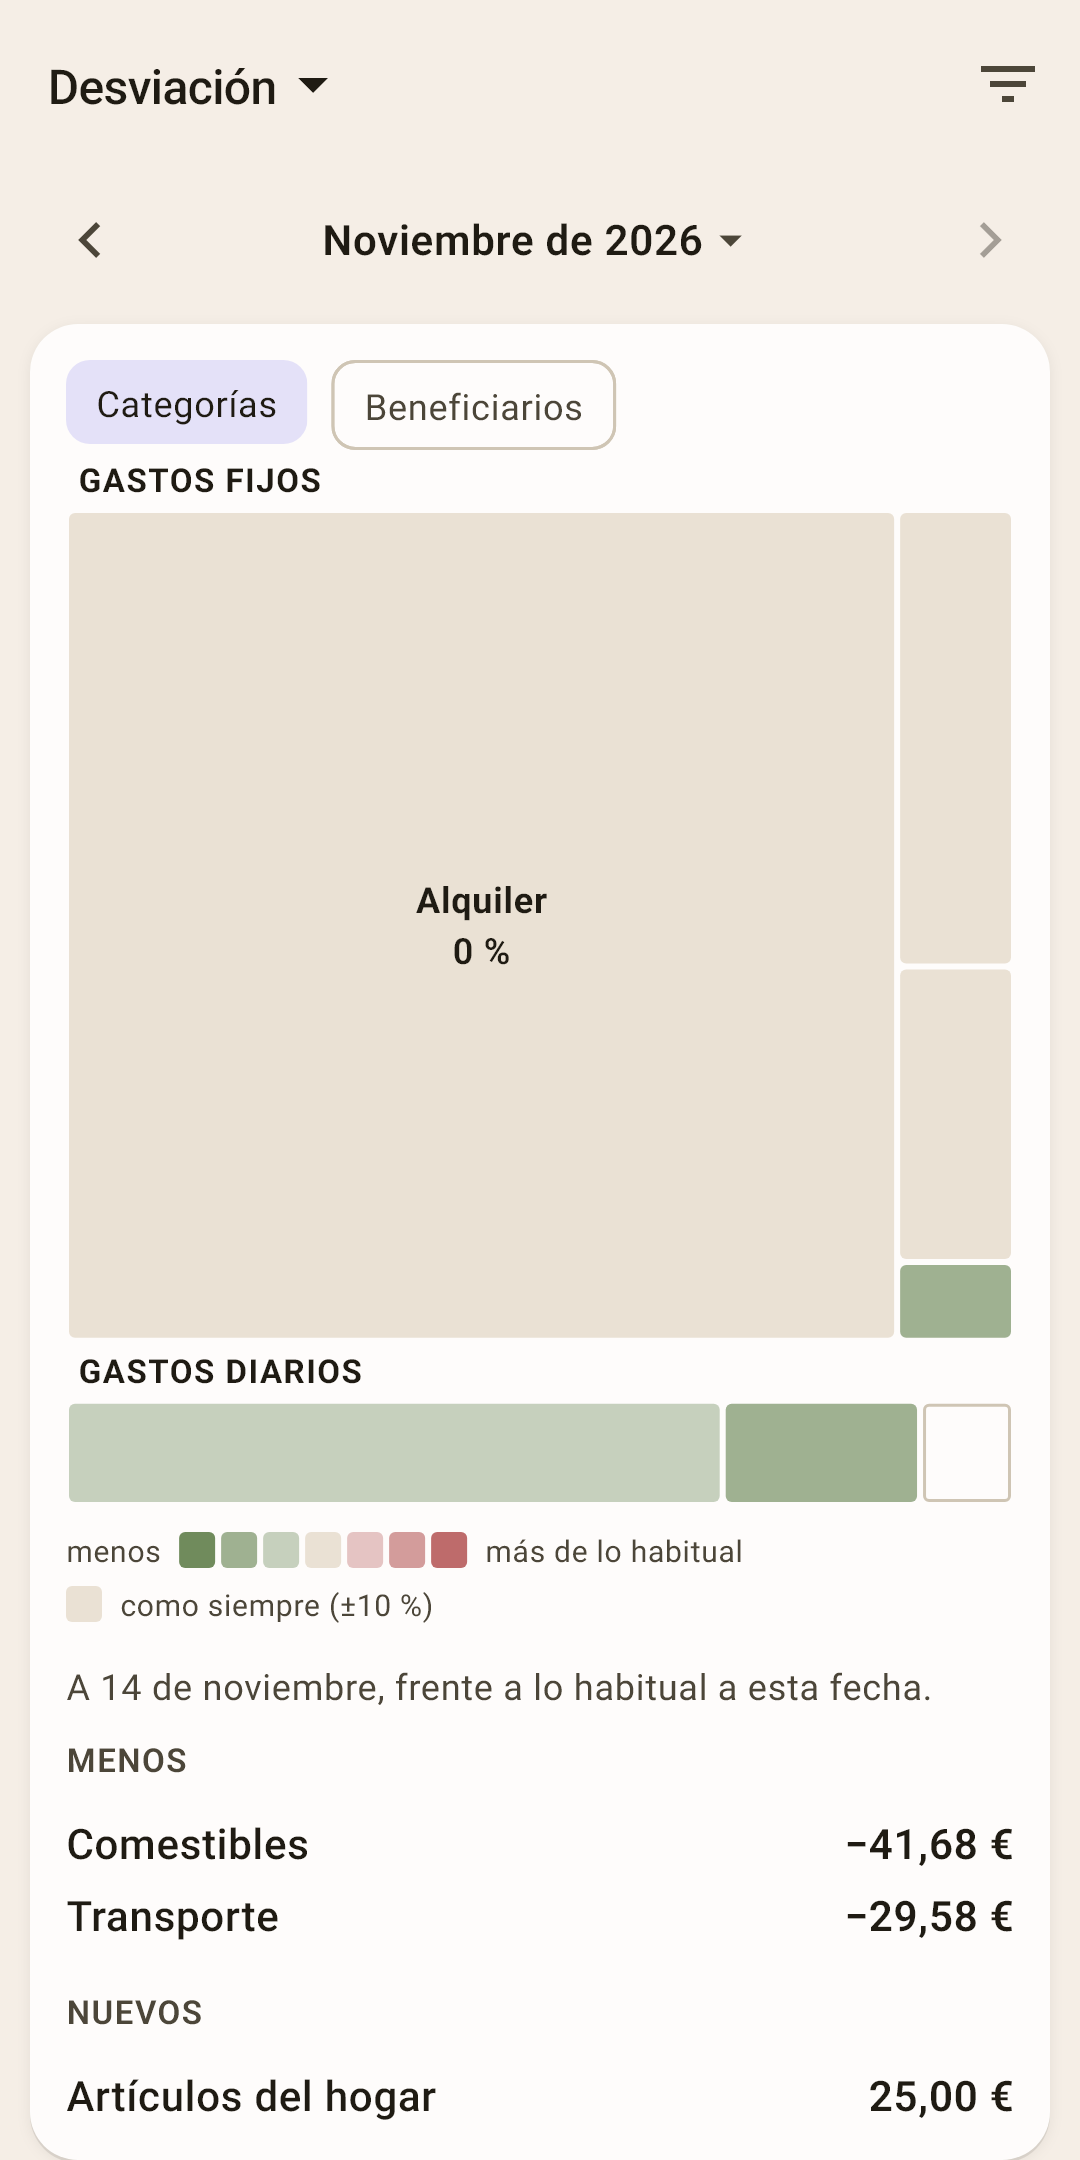 Desviación
Noviembre de 2026
Categorías
Beneficiarios
GASTOS FIJOS
Alquiler
0 %
GASTOS DIARIOS
menos
más de lo habitual
como siempre (±10 %)
A 14 de noviembre, frente a lo habitual a esta fecha.
MENOS
Comestibles −41,68 €
Transporte −29,58 €
NUEVOS
Artículos del hogar 25,00 €